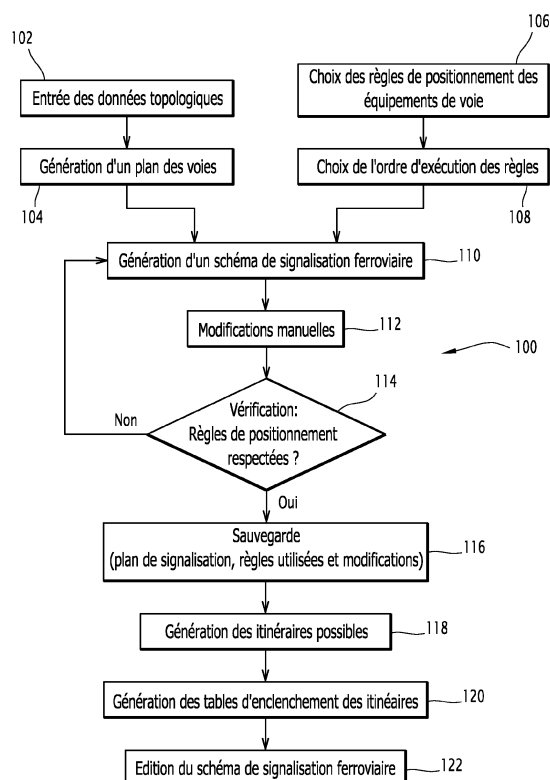 102
Entrée des données topologiques
Génération d'un plan des voies
104
106
Choix des règles de positionnement des
équipements de voie
Choix de l'ordre d'exécution des règles
108
Génération d'un schéma de signalisation ferroviaire
110
Modifications manuelles
112
100
114
Vérification:
Règles de positionnement
respectées ?
Non
Oui
Sauvegarde
(plan de signalisation, règles utilisées et modifications)
116
Génération des itinéraires possibles
118
Génération des tables d'enclenchement des itinéaires
120
Edition du schéma de signalisation ferroviaire
122